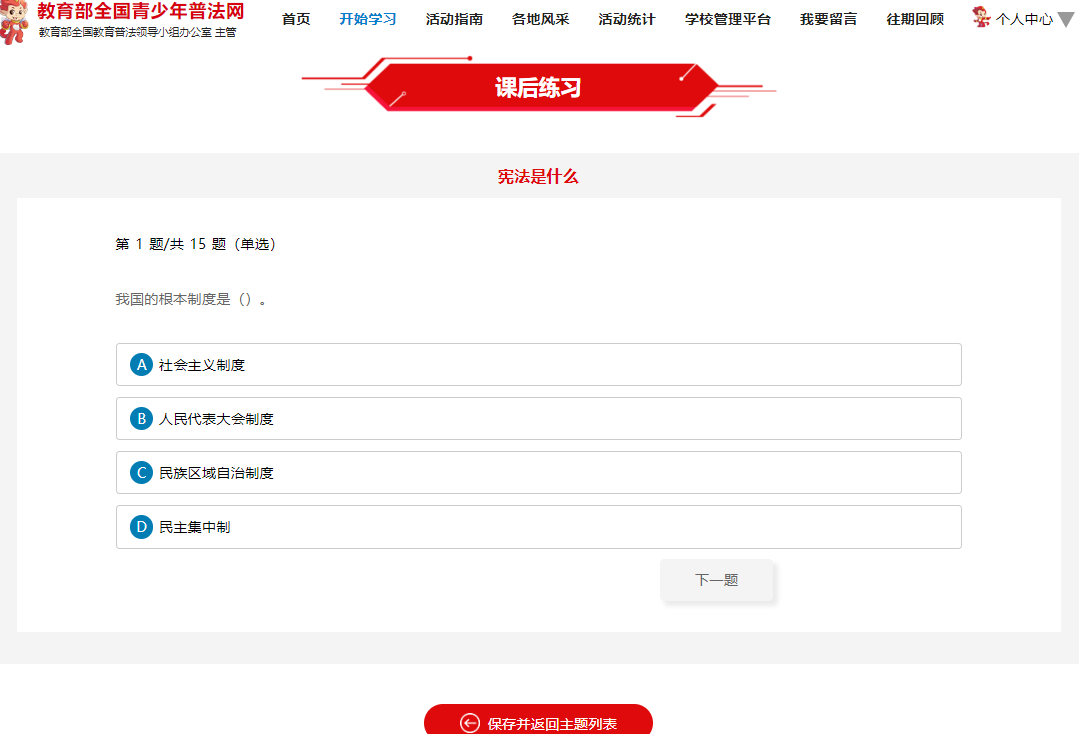 教育部全国青少年普法网
教育部全国教育普法领导小组办公室 主管
首页 开始学习 活动指南 各地风采 活动统计 学校管理平台 我要留言 往期回顾 个人中心
课后练习
宪法是什么
第 1 题/共 15 题（单选）
我国的根本制度是（）。
A 社会主义制度
B 人民代表大会制度
C 民族区域自治制度
D 民主集中制
下一题
保存并返回主题列表